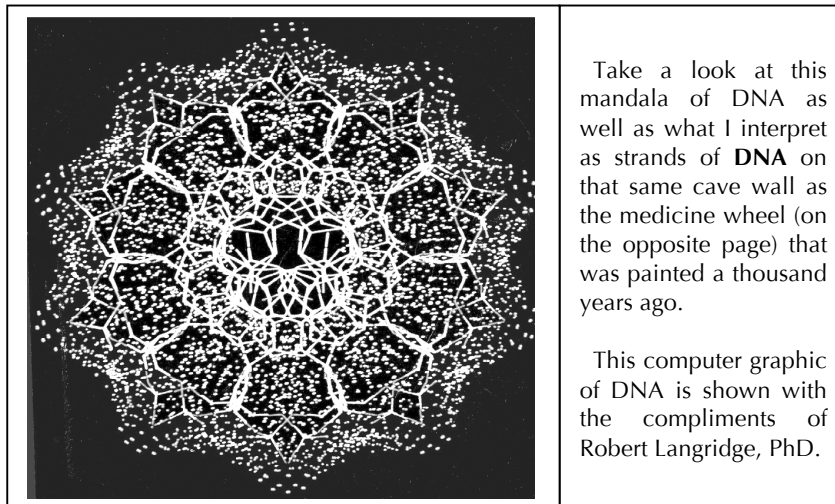 Take a look at this
mandala of DNA as
well as what I interpret
as strands of DNA on
that same cave wall as
the medicine wheel (on
the opposite page) that
was painted a thousand
years ago.
This computer graphic
of DNA is shown with
the compliments of
Robert Langridge, PhD.